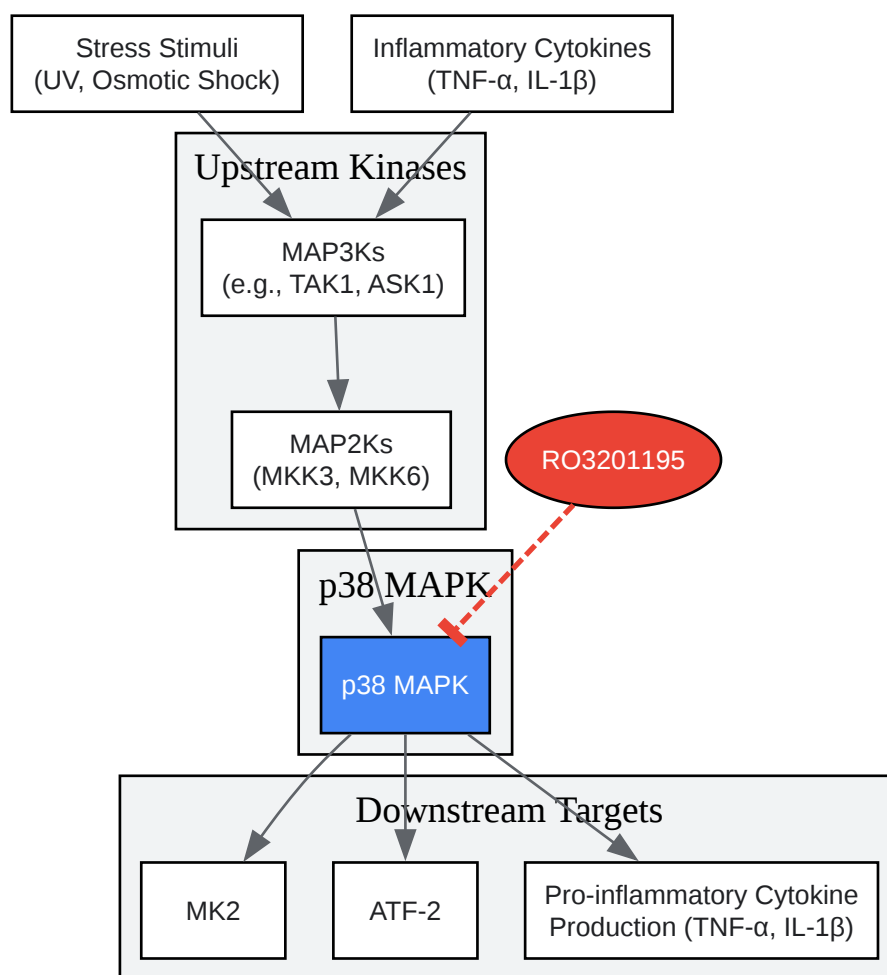 Stress Stimuli
(UV, Osmotic Shock)
Inflammatory Cytokines
(TNF-α, IL-1β)
Upstream Kinases
MAP3Ks
(e.g., TAK1, ASK1)
MAP2Ks
(MKK3, MKK6)
RO3201195
p38 MAPK
p38 MAPK
Downstream Targets
MK2
ATF-2
Pro-inflammatory Cytokine
Production (TNF-α, IL-1β)